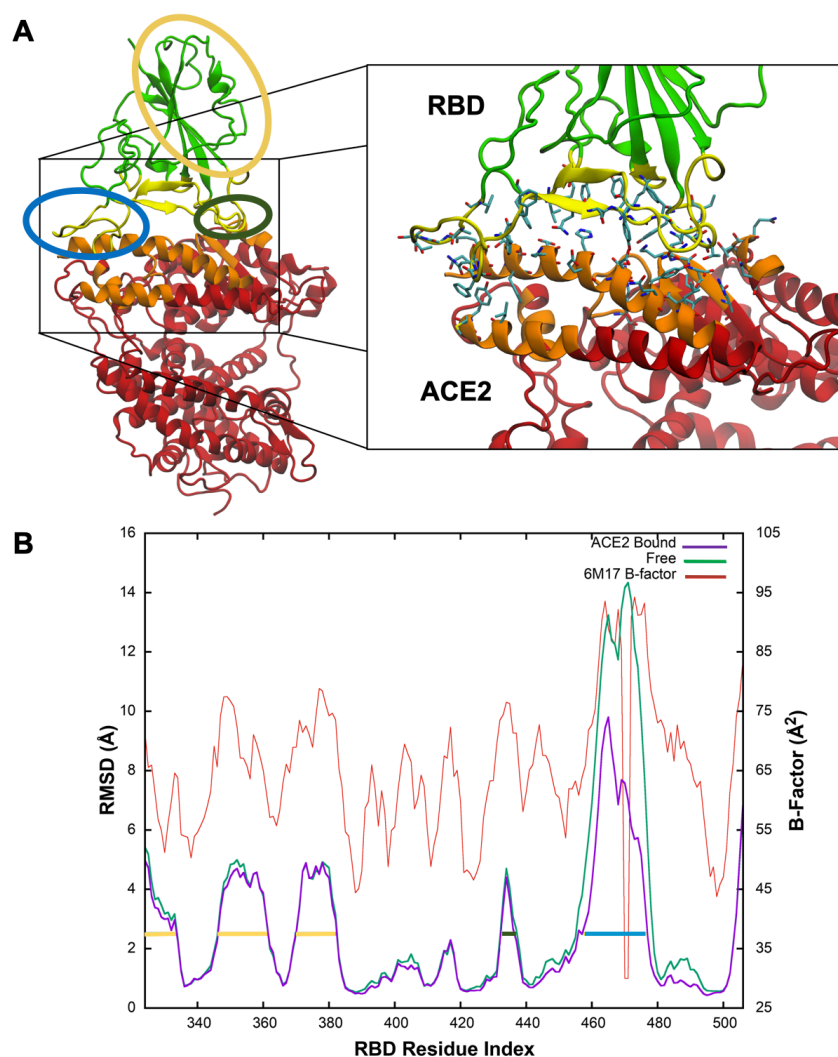 A
RBD
ACE2
B
16
14
12
10
8
6
4
2
0
RMSD (Å)
ACE2 Bound
Free
6M17 B-factor
105
95
85
75
65
55
45
35
25
B-Factor (Å²)
340 360 380 400 420 440 460 480 500
RBD Residue Index